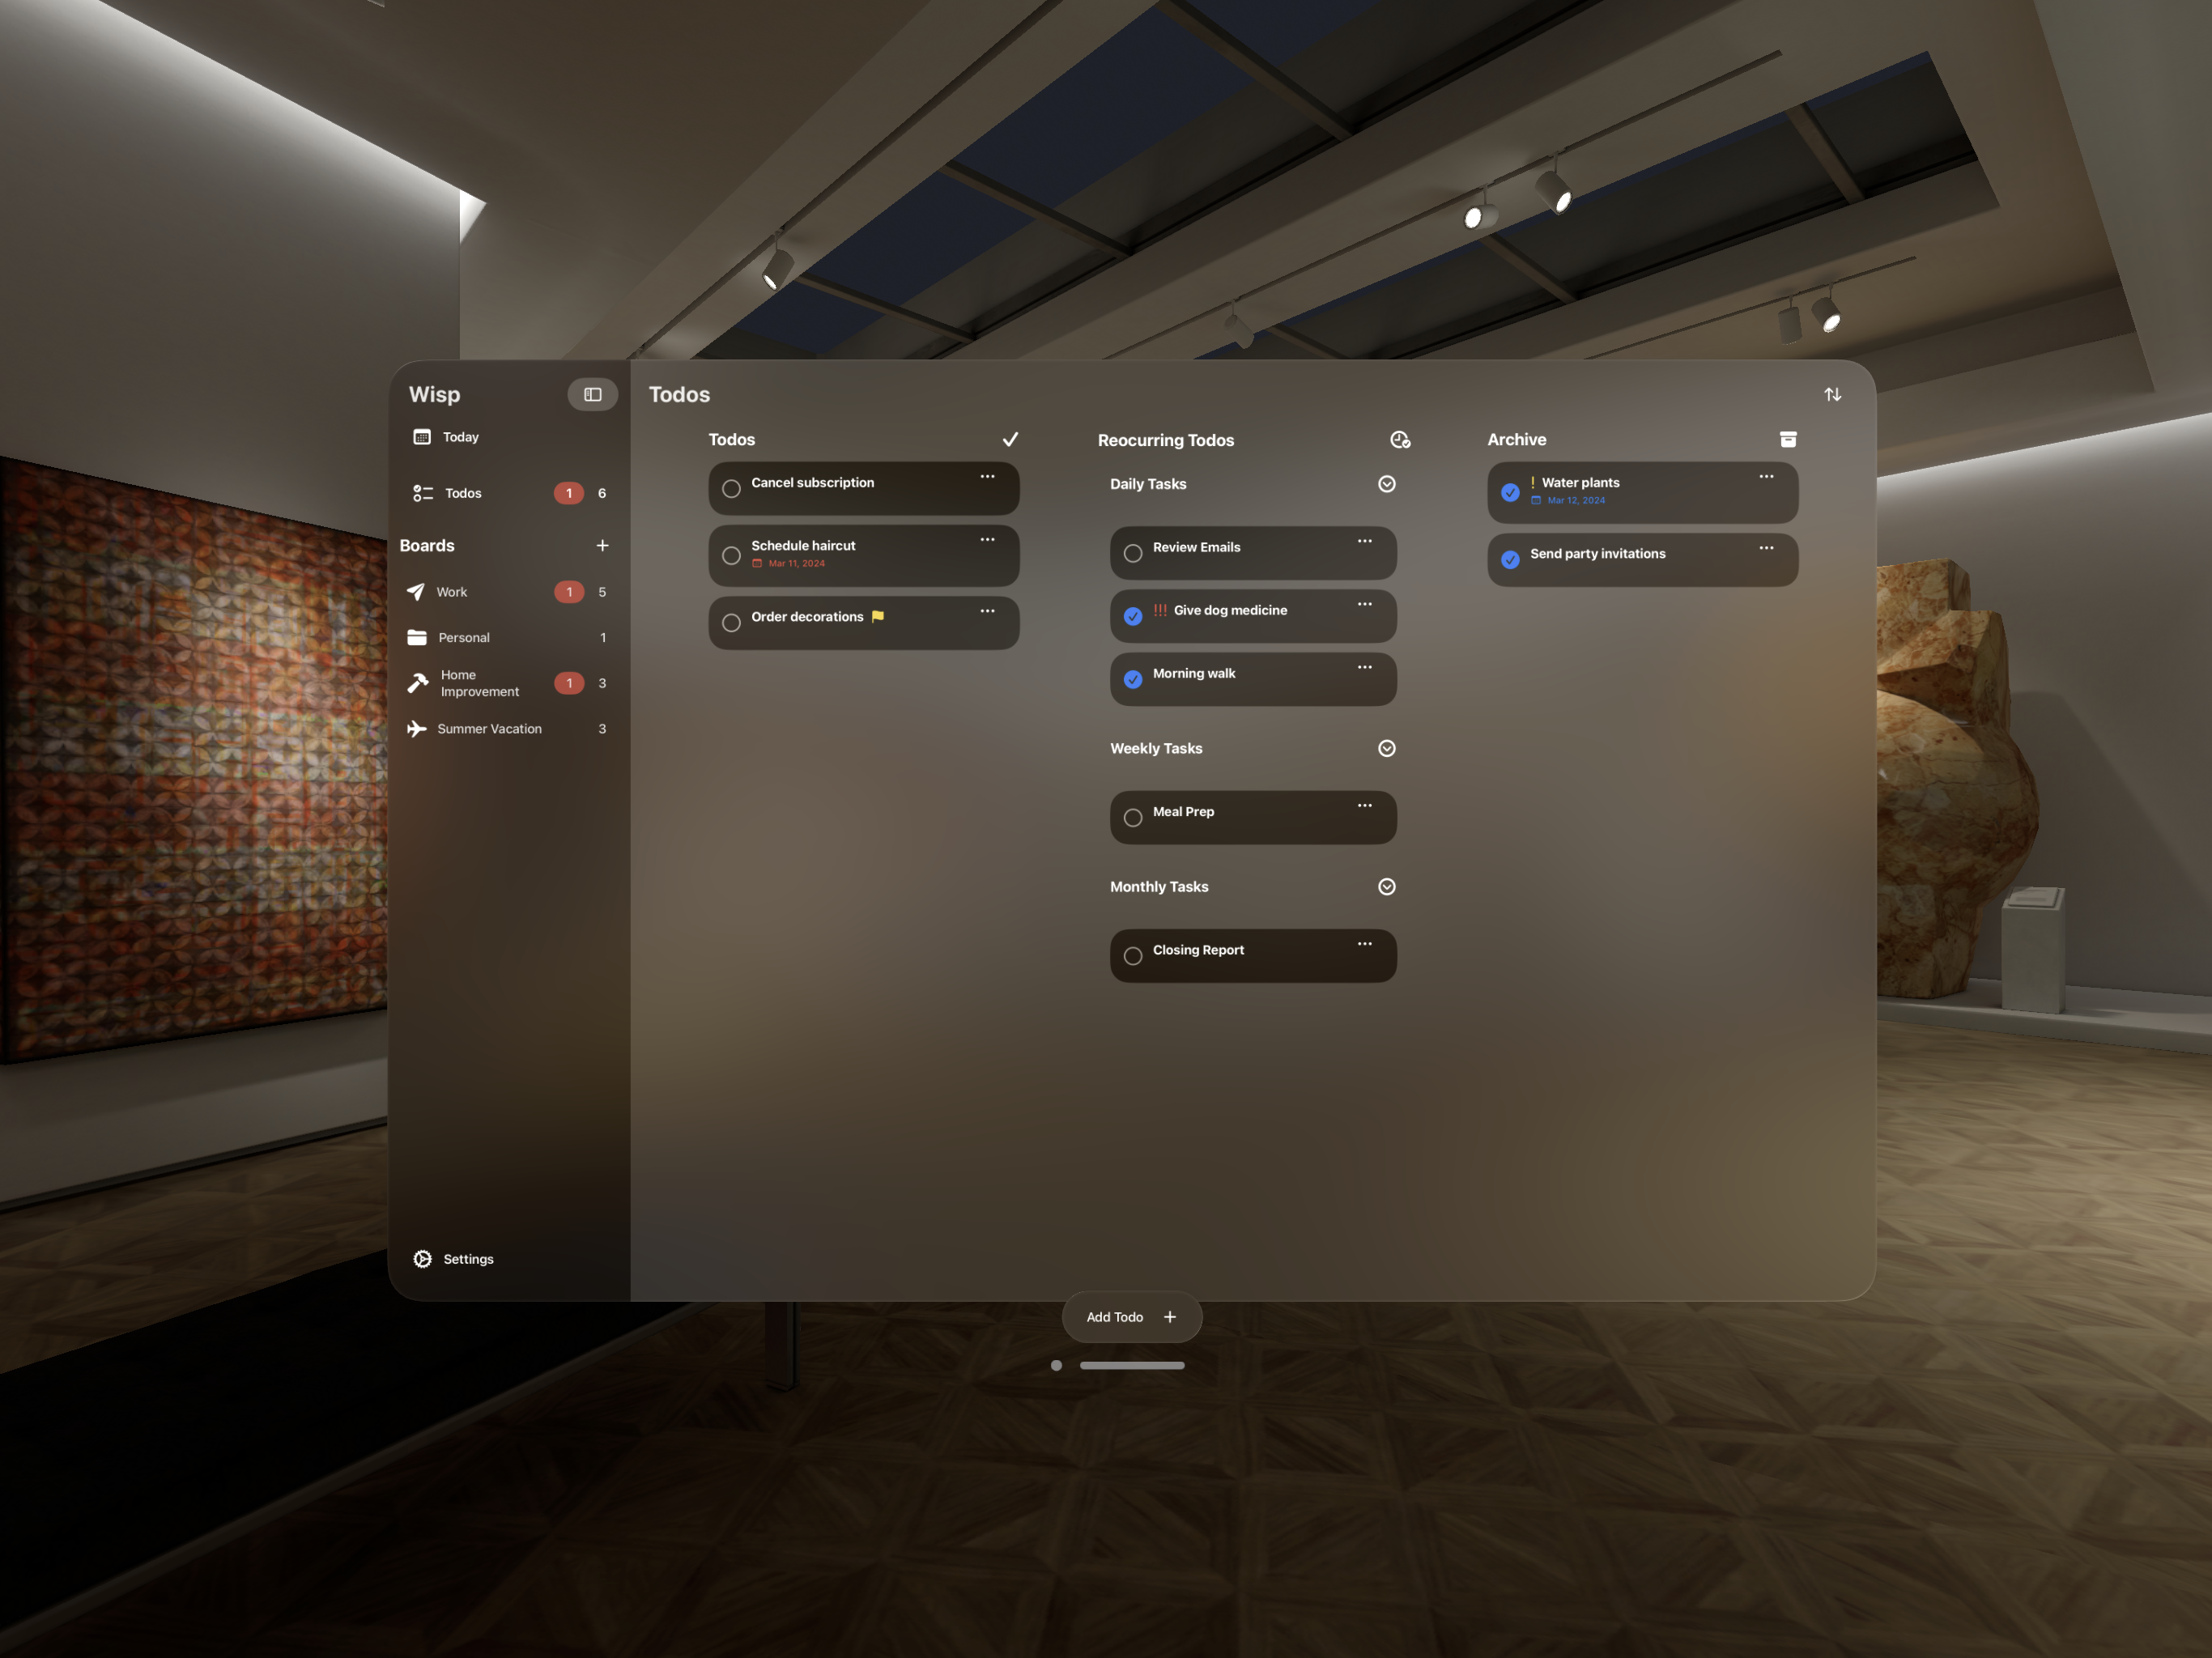 Wisp
Today
Todos 1 6
Boards
Work 1 5
Personal 1
Home
Improvement 1 3
Summer Vacation 3
Settings
Todos
Todos
Cancel subscription
Schedule haircut
Mar 11, 2024
Order decorations
Reocurring Todos
Daily Tasks
Review Emails
!!! Give dog medicine
Morning walk
Weekly Tasks
Meal Prep
Monthly Tasks
Closing Report
Archive
! Water plants
Mar 12, 2024
Send party invitations
Add Todo +